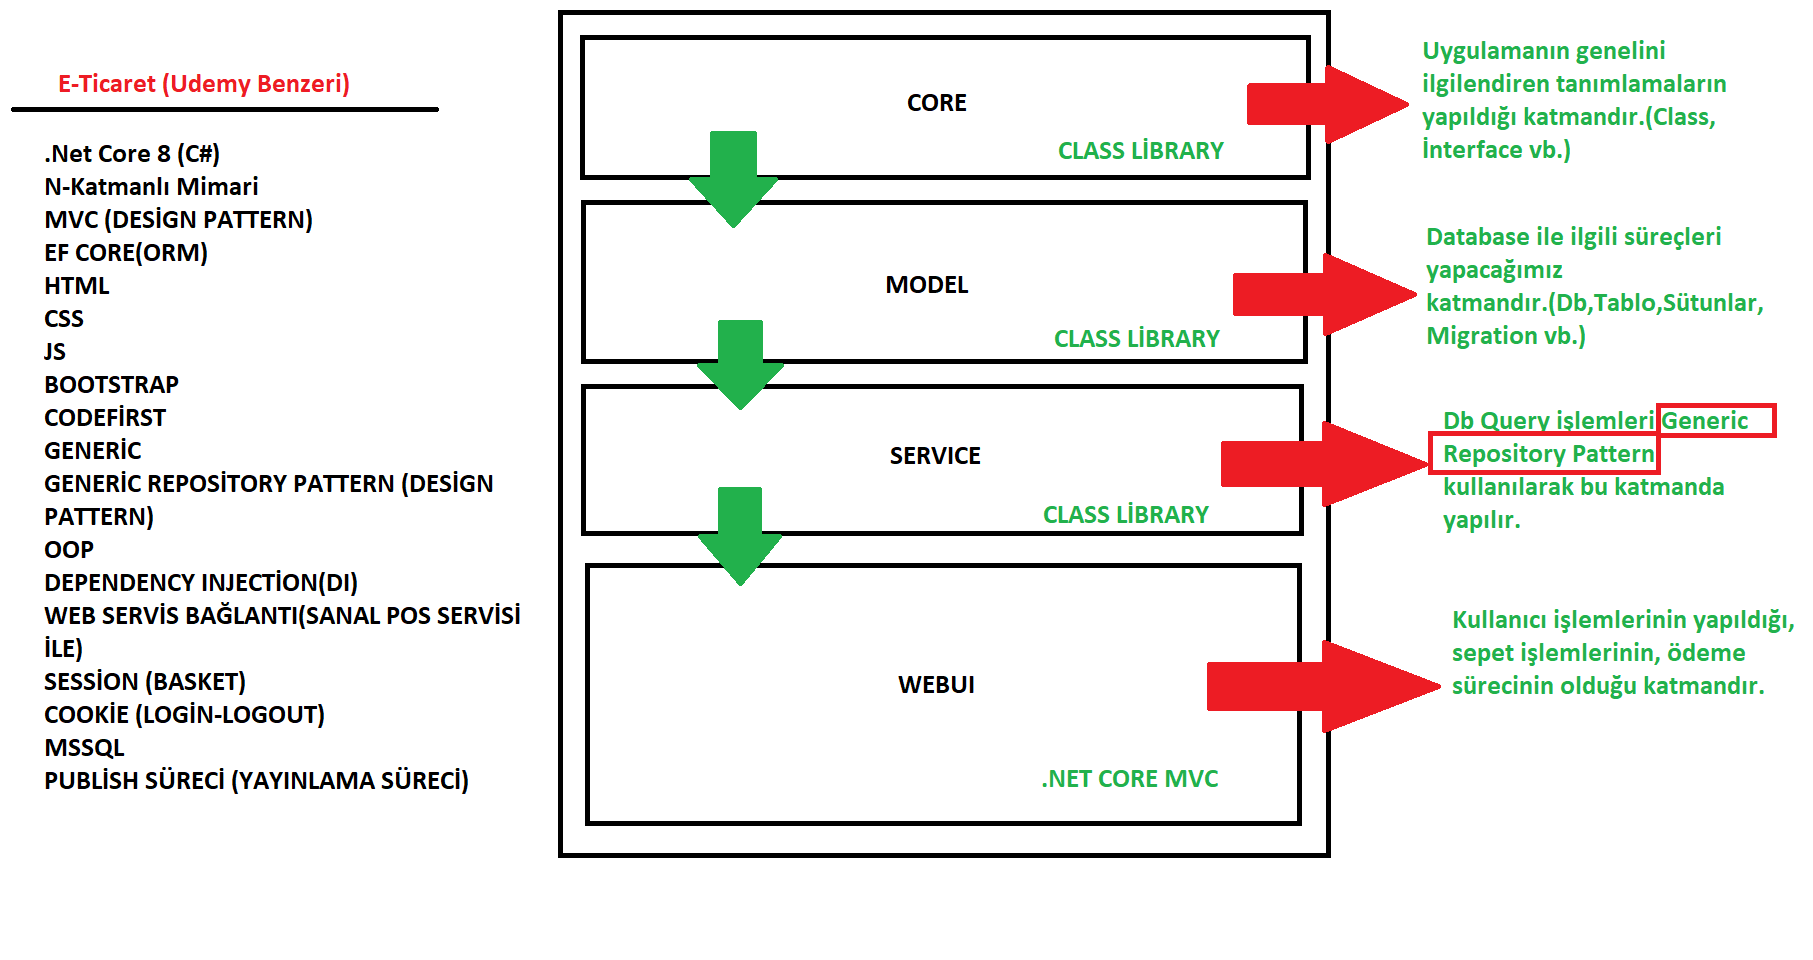 E-Ticaret (Udemy Benzeri)
.Net Core 8 (C#)
N-Katmanlı Mimari
MVC (DESİGN PATTERN)
EF CORE(ORM)
HTML
CSS
JS
BOOTSTRAP
CODEFİRST
GENERİC
GENERİC REPOSİTORY PATTERN (DESİGN
PATTERN)
OOP
DEPENDENCY INJECTİON(DI)
WEB SERVİS BAĞLANTI(SANAL POS SERVİSİ
İLE)
SESSİON (BASKET)
COOKİE (LOGİN-LOGOUT)
MSSQL
PUBLİSH SÜRECİ (YAYINLAMA SÜRECİ)
CORE
CLASS LİBRARY
Uygulamanın genelini
ilgilendiren tanımlamaların
yapıldığı katmandır.(Class,
İnterface vb.)
MODEL
CLASS LİBRARY
Database ile ilgili süreçleri
yapacağımız
katmandır.(Db,Tablo,Sütunlar,
Migration vb.)
SERVICE
CLASS LİBRARY
Db Query işlemleri Generic
Repository Pattern
kullanılarak bu katmanda
yapılır.
WEBUI
.NET CORE MVC
Kullanıcı işlemlerinin yapıldığı,
sepet işlemlerinin, ödeme
sürecinin olduğu katmandır.